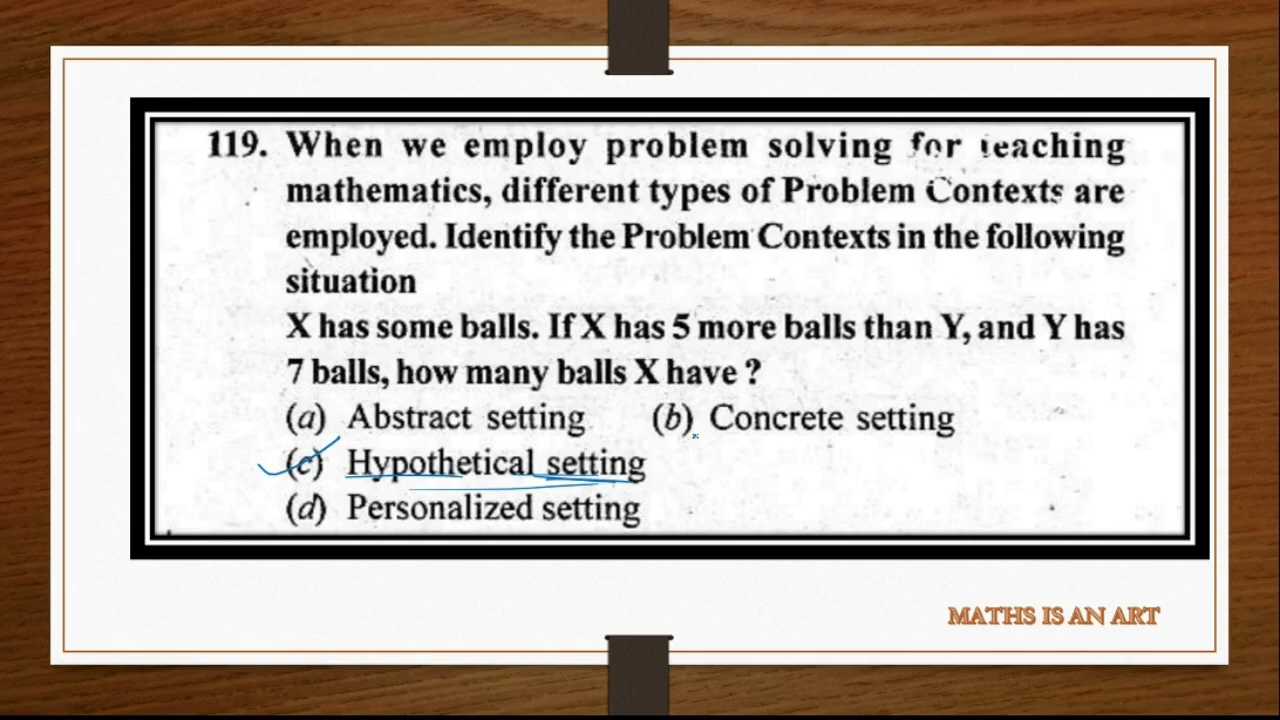 119. When we employ problem solving for teaching
mathematics, different types of Problem Contexts are
employed. Identify the Problem Contexts in the following
situation
X has some balls. If X has 5 more balls than Y, and Y has
7 balls, how many balls X have ?
(a) Abstract setting (b) Concrete setting
(c) Hypothetical setting
(d) Personalized setting
MATHS IS AN ART